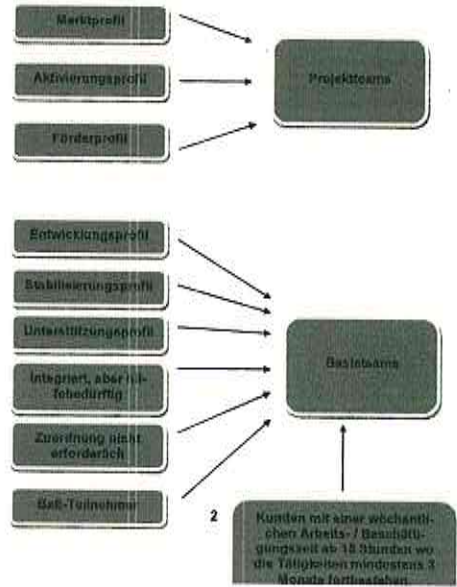 Marktprofil
Aktivierungsprofil
Förderprofil
Projektteams
Entwicklungsprofil
Stabilisierungsprofil
Unterstützungsprofil
Integriert, aber hil-
febedürftig
Zuordnung nicht
erforderlich
BaE-Teilnehmer
Basisteams
2
Kunden mit einer wöchentli-
chen Arbeits- / Beschäfti-
gungszeit ab 15 Stunden wo
die Tätigkeiten mindestens 3
Monate fortbestehen.